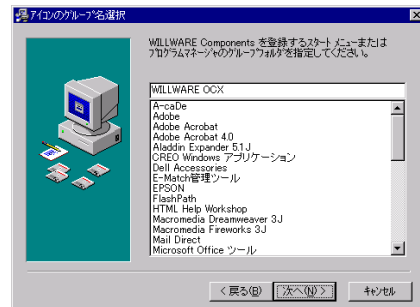 アイコンのグループ名選択
WILLWARE Components を登録するスタート メニューまたは
プログラムマネージャのグループフォルダを指定してください。
WILLWARE OCX
A-caDe
Adobe
Adobe Acrobat
Adobe Acrobat 4.0
Aladdin Expander 5.1J
CREO Windows アプリケーション
Dell Accessories
E-Match管理ツール
EPSON
FlashPath
HTML Help Workshop
Macromedia Dreamweaver 3J
Macromedia Fireworks 3J
Mail Direct
Microsoft Office ツール
< 戻る(B)
次へ(N) >
キャンセル